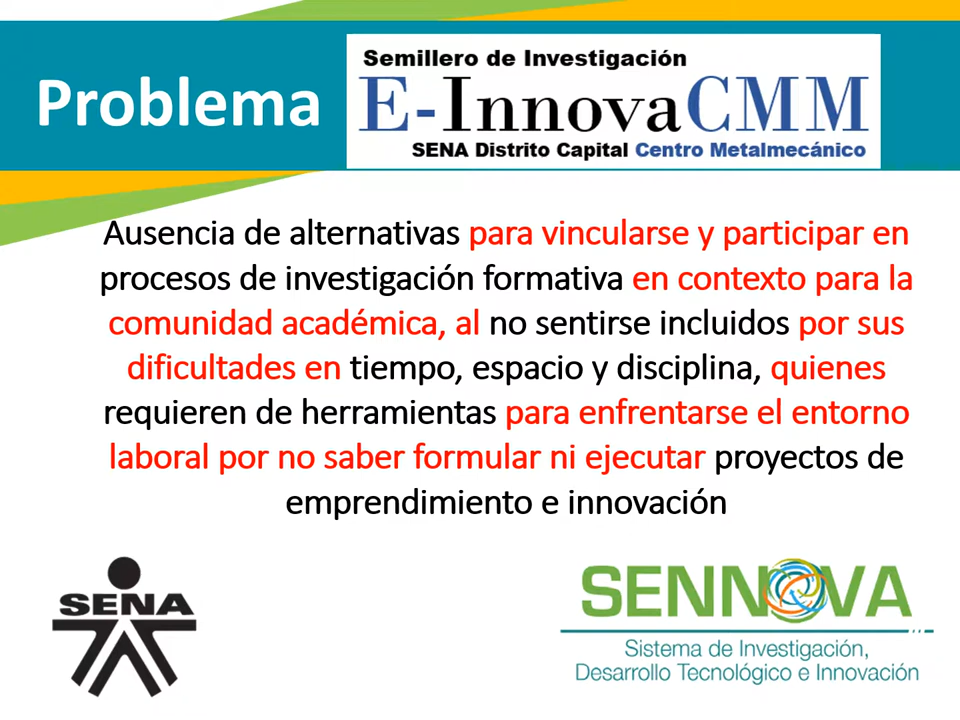 Problema
Semillero de Investigación
E-InnovaCMM
SENA Distrito Capital Centro Metalmecánico
Ausencia de alternativas para vincularse y participar en
procesos de investigación formativa en contexto para la
comunidad académica, al no sentirse incluidos por sus
dificultades en tiempo, espacio y disciplina, quienes
requieren de herramientas para enfrentarse el entorno
laboral por no saber formular ni ejecutar proyectos de
emprendimiento e innovación
SENA
SENNOVA
Sistema de Investigación,
Desarrollo Tecnológico e Innovación